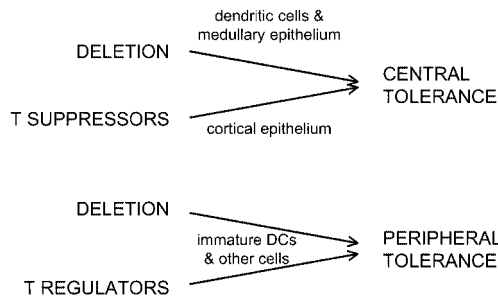 dendritic cells &
medullary epithelium
DELETION
CENTRAL
TOLERANCE
T SUPPRESSORS
cortical epithelium
DELETION
immature DCs
& other cells
PERIPHERAL
TOLERANCE
T REGULATORS